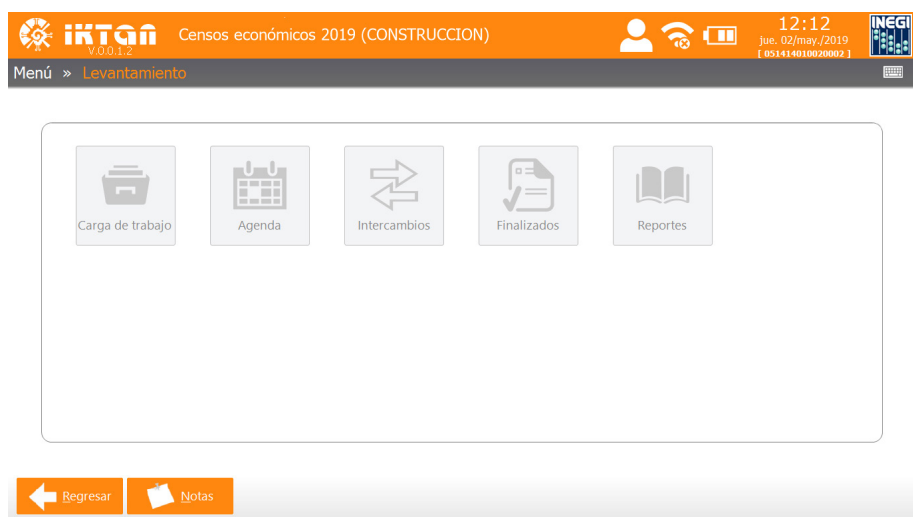 iKTan
V.0.0.1.2
Censos económicos 2019 (CONSTRUCCION)
12:12
jue. 02/may./2019
[ 051414010020002 ]
INEGI
Menú » Levantamiento
Carga de trabajo
Agenda
Intercambios
Finalizados
Reportes
Regresar
Notas